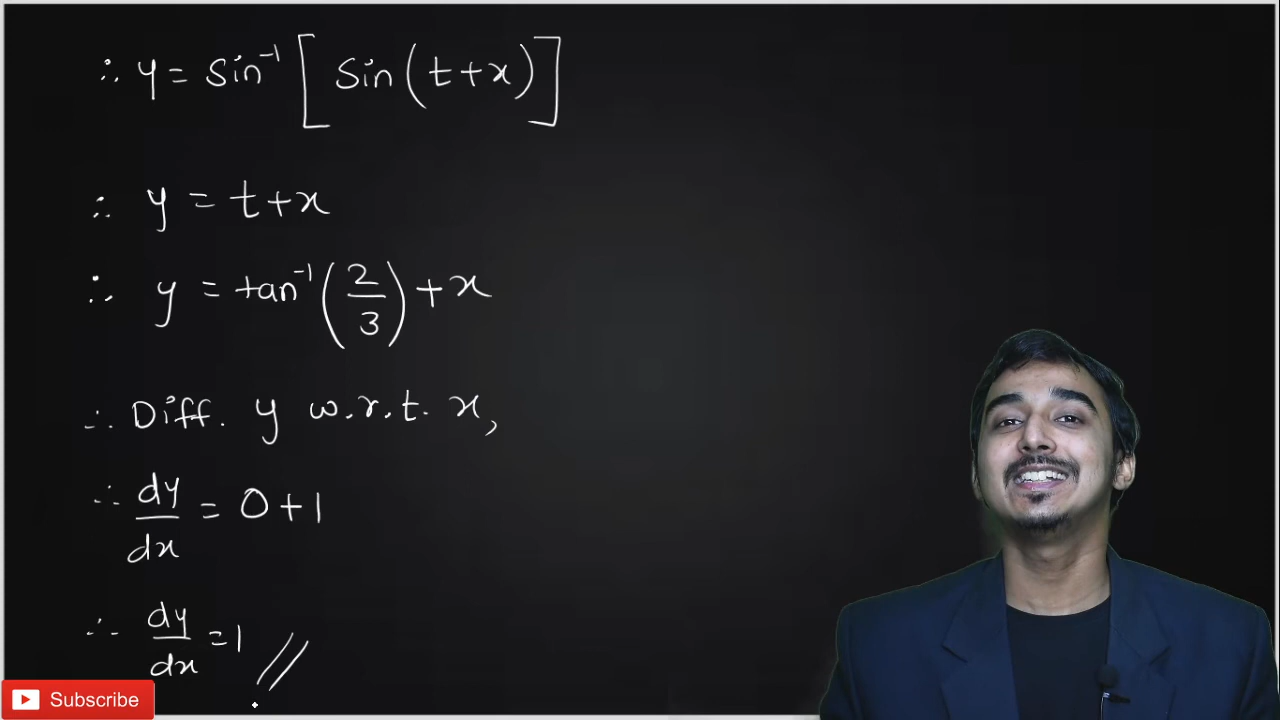 ∴ y = Sin⁻¹ [ Sin (t+x) ]
∴ y = t+x
∴ y = tan⁻¹ (2/3) + x
∴ Diff. y w.r.t. x,
∴ dy/dx = 0+1
∴ dy/dx = 1 //
Subscribe